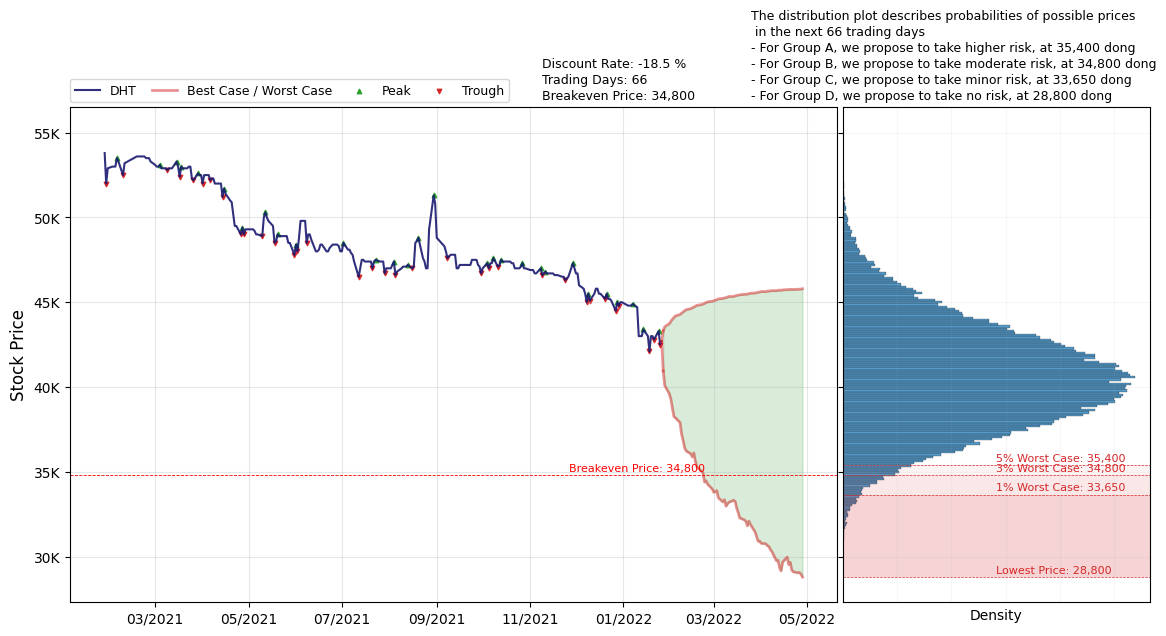 The distribution plot describes probabilities of possible prices
in the next 66 trading days
- For Group A, we propose to take higher risk, at 35,400 dong
- For Group B, we propose to take moderate risk, at 34,800 dong
- For Group C, we propose to take minor risk, at 33,650 dong
- For Group D, we propose to take no risk, at 28,800 dong
Discount Rate: -18.5 %
Trading Days: 66
Breakeven Price: 34,800
DHT
Best Case / Worst Case
Peak
Trough
Stock Price
55K
50K
45K
40K
35K
30K
Breakeven Price: 34,800
5% Worst Case: 35,400
3% Worst Case: 34,800
1% Worst Case: 33,650
Lowest Price: 28,800
03/2021
05/2021
07/2021
09/2021
11/2021
01/2022
03/2022
05/2022
Density